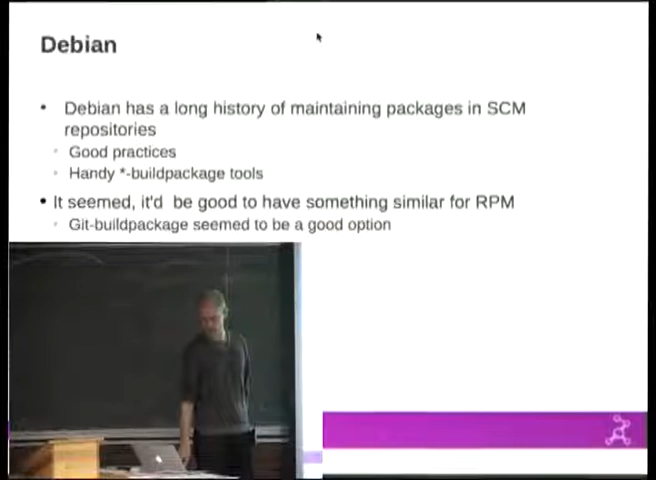 Debian
• Debian has a long history of maintaining packages in SCM
repositories
Good practices
Handy *-buildpackage tools
• It seemed, it'd be good to have something similar for RPM
Git-buildpackage seemed to be a good option